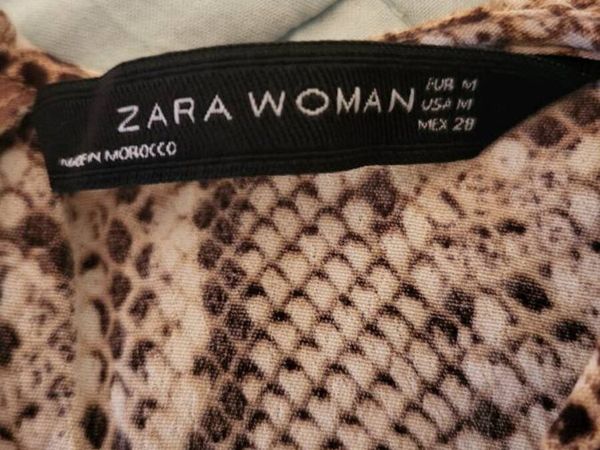 ZARA WOMAN
EUR M
USA M
MEX 28
MADE IN MOROCCO